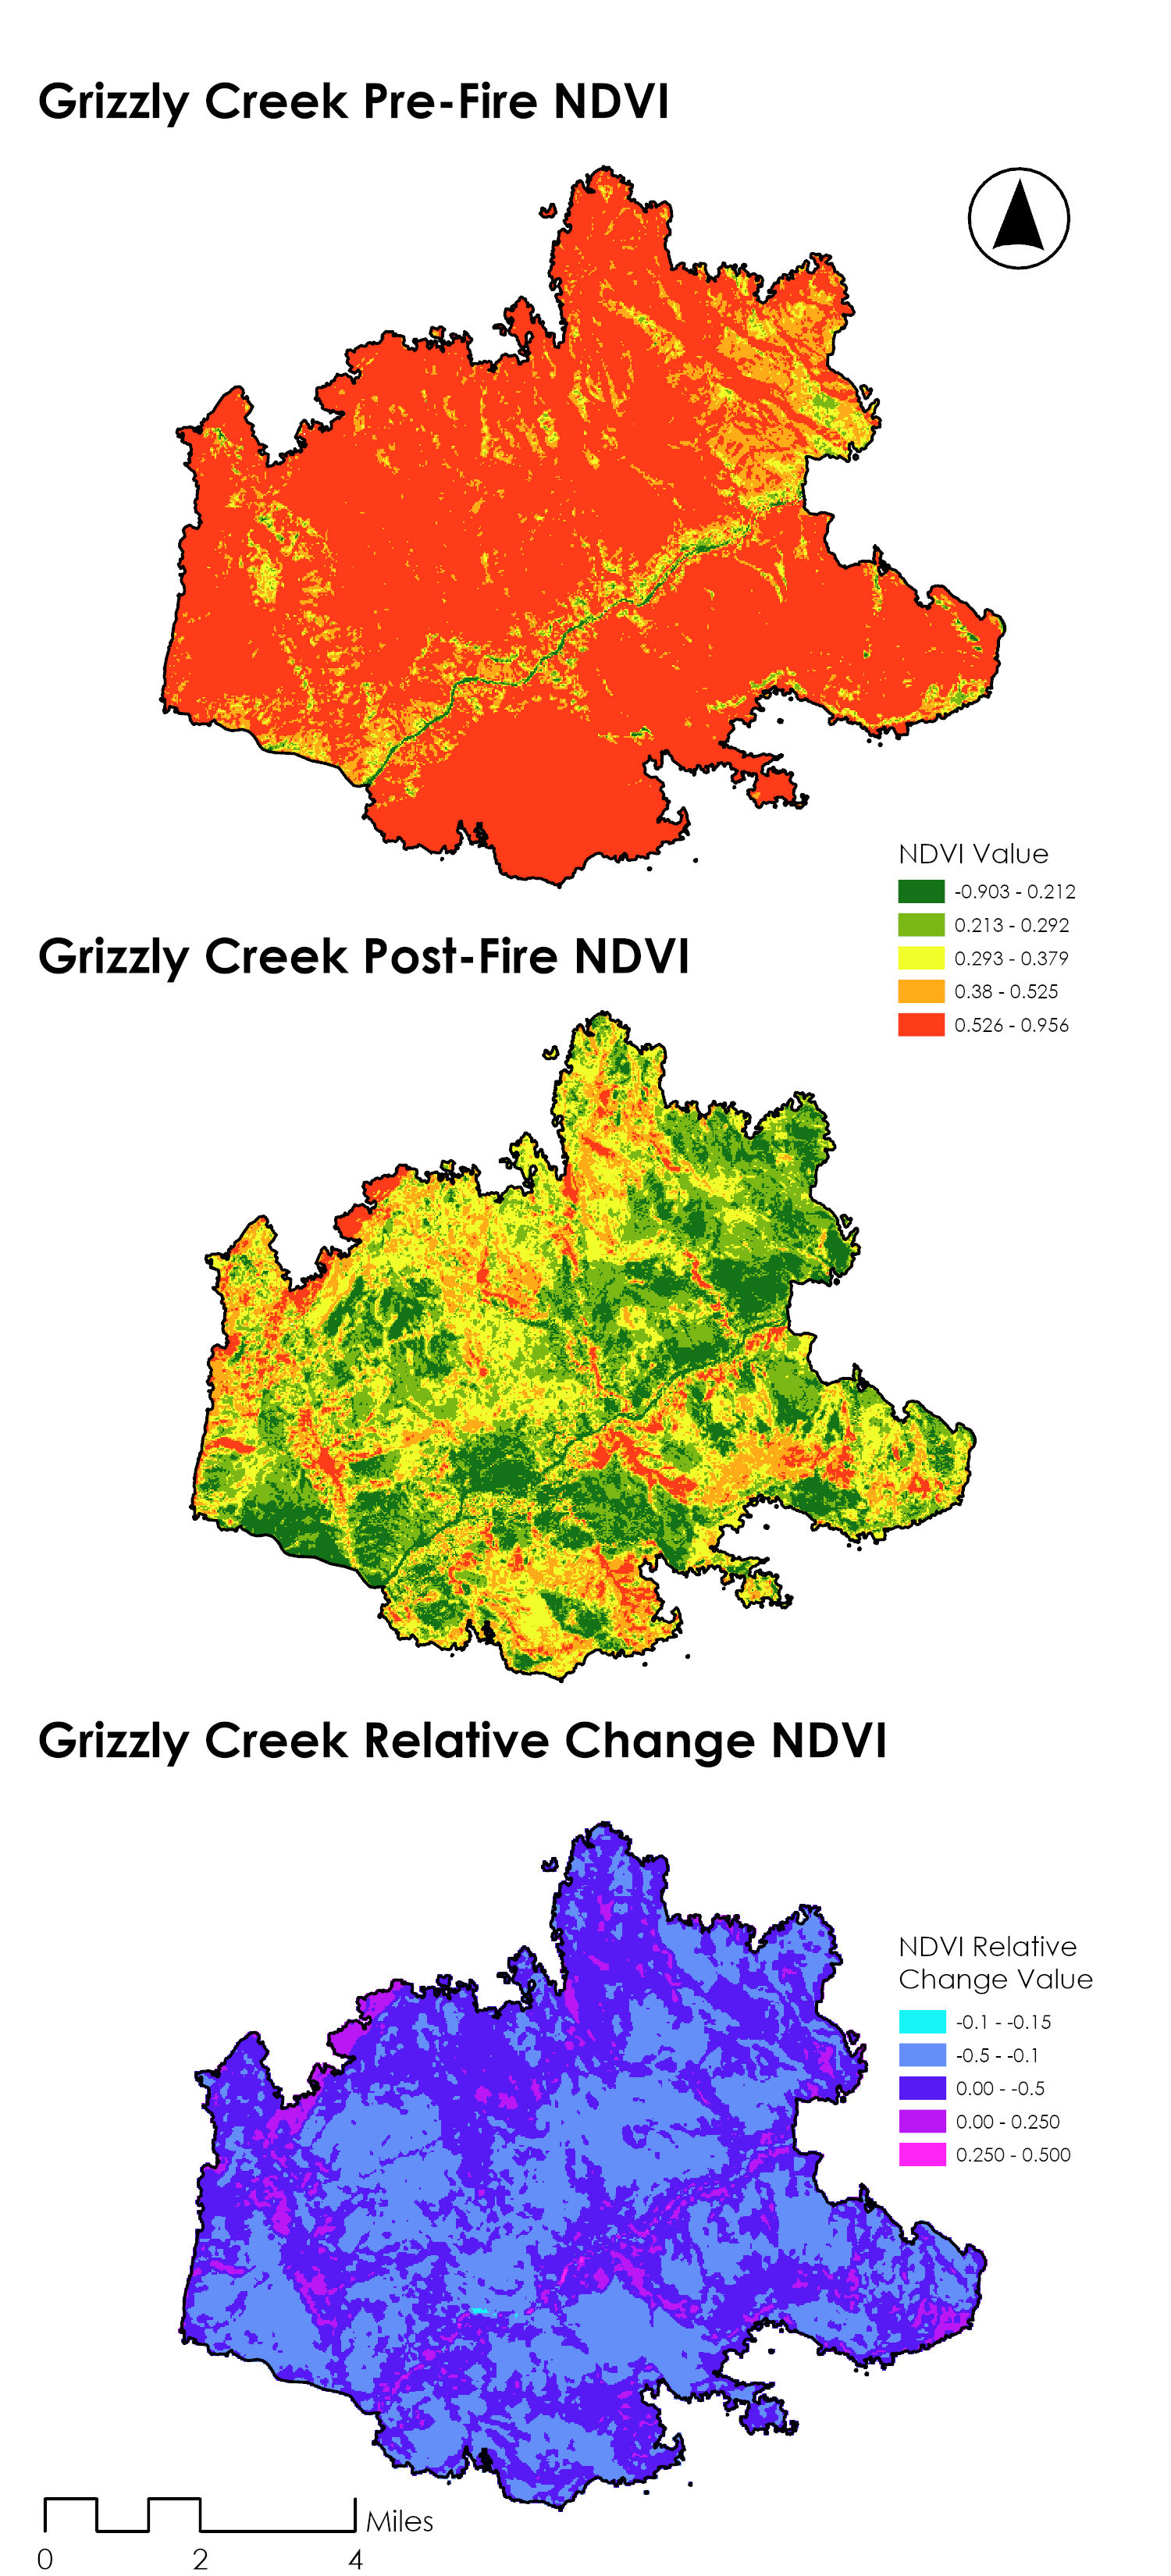 Grizzly Creek Pre-Fire NDVI
NDVI Value
-0.903 - 0.212
0.213 - 0.292
0.293 - 0.379
0.38 - 0.525
0.526 - 0.956
Grizzly Creek Post-Fire NDVI
Grizzly Creek Relative Change NDVI
NDVI Relative
Change Value
-0.1 - -0.15
-0.5 - -0.1
0.00 - -0.5
0.00 - 0.250
0.250 - 0.500
Miles
0 2 4